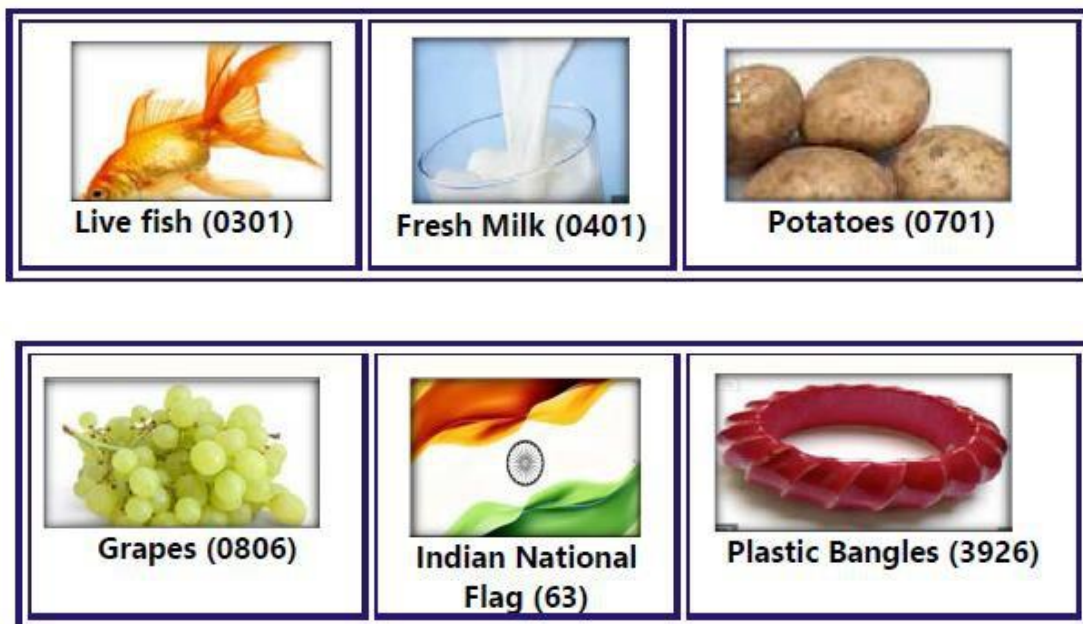 Live fish (0301)
Fresh Milk (0401)
Potatoes (0701)
Grapes (0806)
Indian National
Flag (63)
Plastic Bangles (3926)